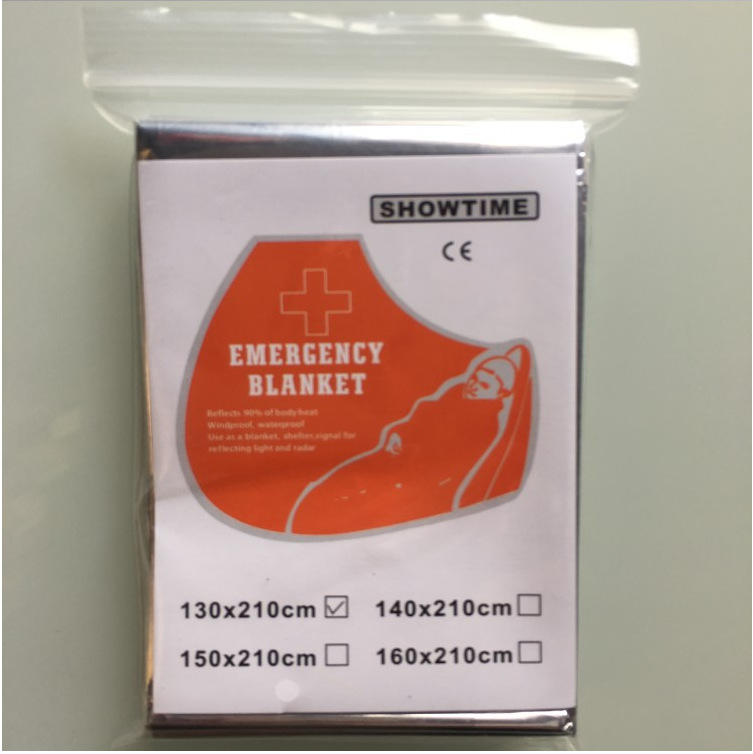 SHOWTIME
CE
EMERGENCY
BLANKET
Reflects 90% of body heat
Windproof, waterproof
Use as a blanket, shelter,signal for
reflecting light and radar
130x210cm ☑ 140x210cm ☐
150x210cm ☐ 160x210cm ☐